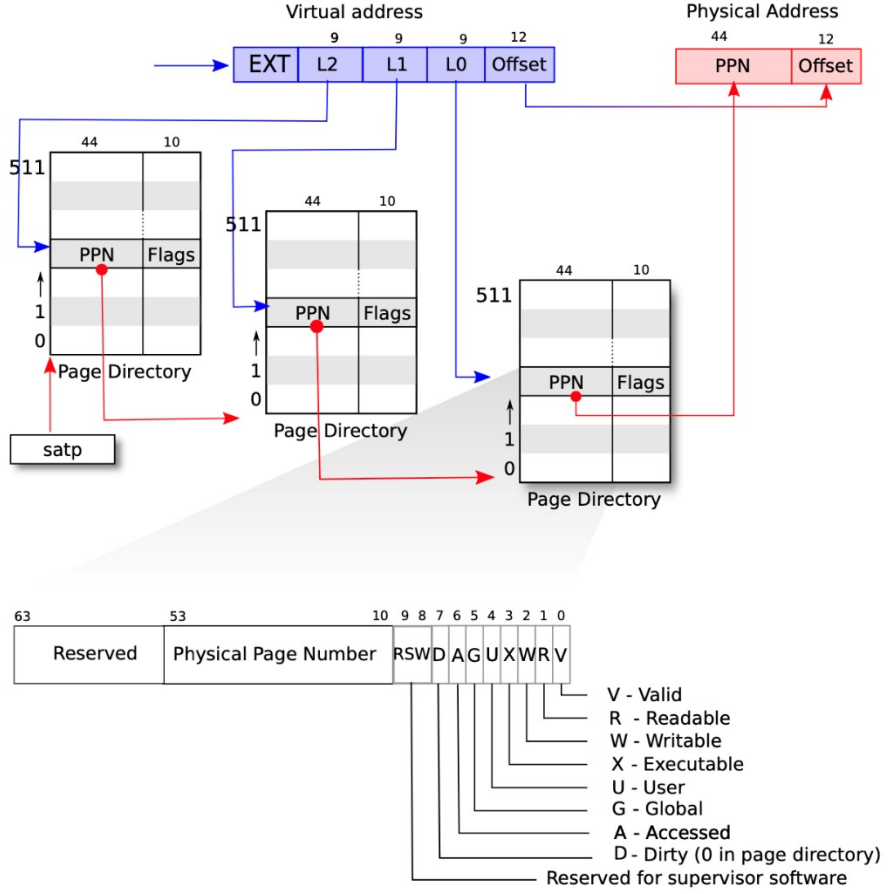 Virtual address
Physical Address
9 9 9 12
EXT L2 L1 L0 Offset
44 12
PPN Offset
44 10
511
PPN Flags
1
0
Page Directory
satp
44 10
511
PPN Flags
1
0
Page Directory
44 10
511
PPN Flags
1
0
Page Directory
63 53 10 9 8 7 6 5 4 3 2 1 0
Reserved Physical Page Number RSW D A G U X W R V
V - Valid
R - Readable
W - Writable
X - Executable
U - User
G - Global
A - Accessed
D - Dirty (0 in page directory)
Reserved for supervisor software